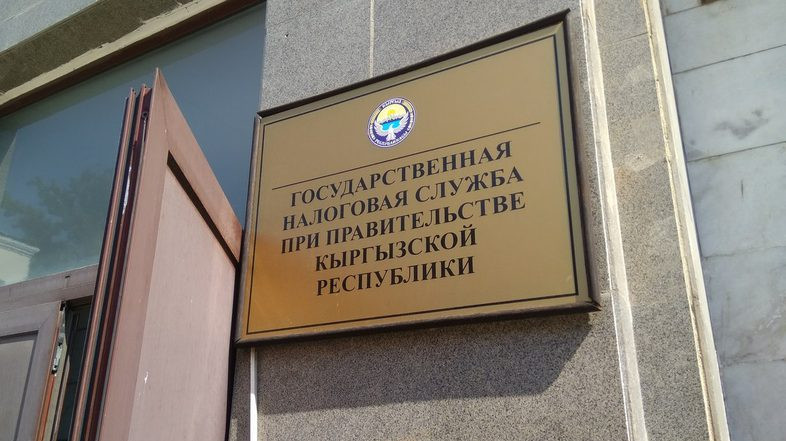 ГОСУДАРСТВЕННАЯ
НАЛОГОВАЯ СЛУЖБА
ПРИ ПРАВИТЕЛЬСТВЕ
КЫРГЫЗСКОЙ
РЕСПУБЛИКИ